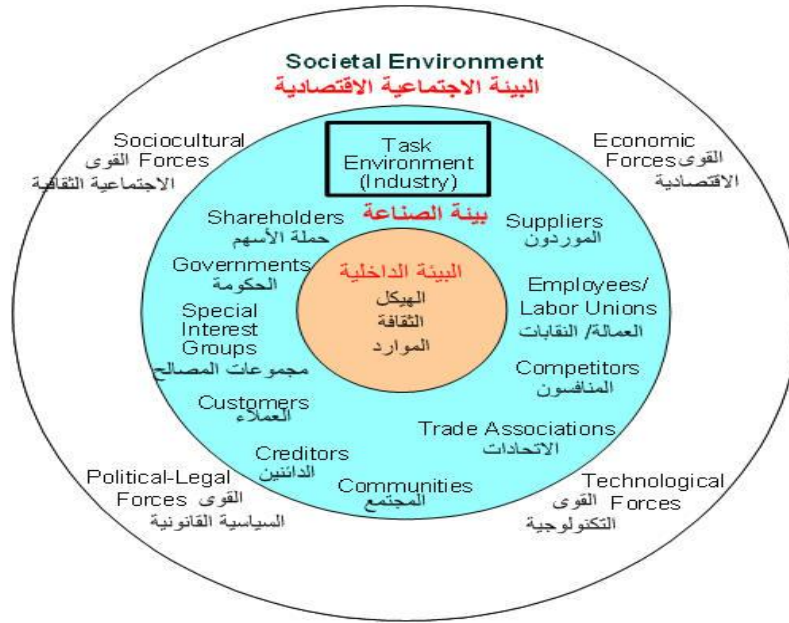 Societal Environment
البيئة الاجتماعية الاقتصادية
Sociocultural
Forces القوى
الاجتماعية الثقافية
Economic
Forces القوى
الاقتصادية
Task
Environment
(Industry)
بيئة الصناعة
Shareholders
حملة الأسهم
Governments
الحكومة
Special
Interest
Groups
مجموعات المصالح
Customers
العملاء
Creditors
الدائنين
Communities
المجتمع
Suppliers
الموردون
Employees/
Labor Unions
العمالة/ النقابات
Competitors
المنافسون
Trade Associations
الاتحادات
البيئة الداخلية
الهيكل
الثقافة
الموارد
Political-Legal
Forces القوى
السياسية القانونية
Technological
Forces القوى
التكنولوجية